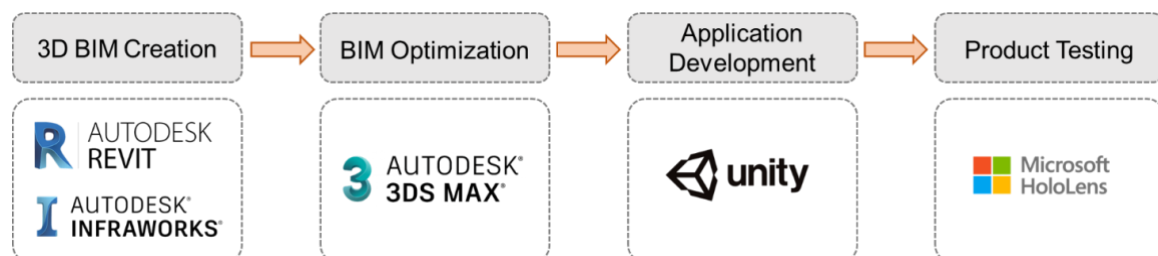 3D BIM Creation
BIM Optimization
Application
Development
Product Testing
AUTODESK
REVIT
AUTODESK®
INFRAWORKS®
AUTODESK®
3DS MAX®
unity
Microsoft
HoloLens